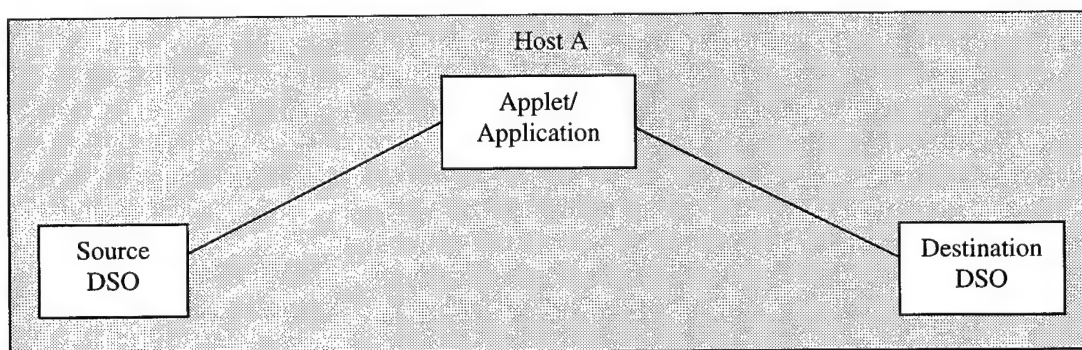 Host A
Applet/
Application
Source
DSO
Destination
DSO